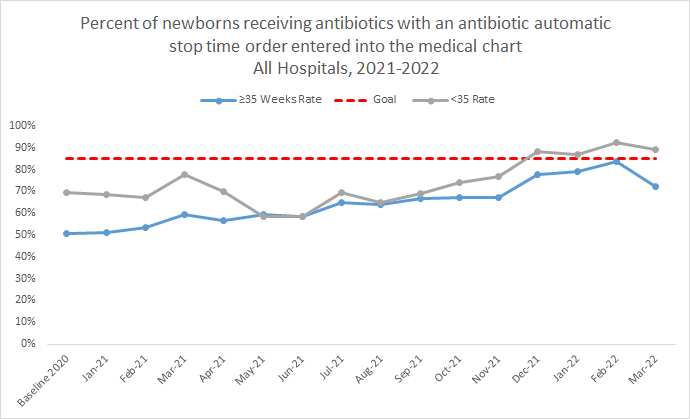 Percent of newborns receiving antibiotics with an antibiotic automatic
stop time order entered into the medical chart
All Hospitals, 2021-2022
≥35 Weeks Rate Goal <35 Rate
100%
90%
80%
70%
60%
50%
40%
30%
20%
10%
0%
Baseline 2020
Jan-21
Feb-21
Mar-21
Apr-21
May-21
Jun-21
Jul-21
Aug-21
Sep-21
Oct-21
Nov-21
Dec-21
Jan-22
Feb-22
Mar-22